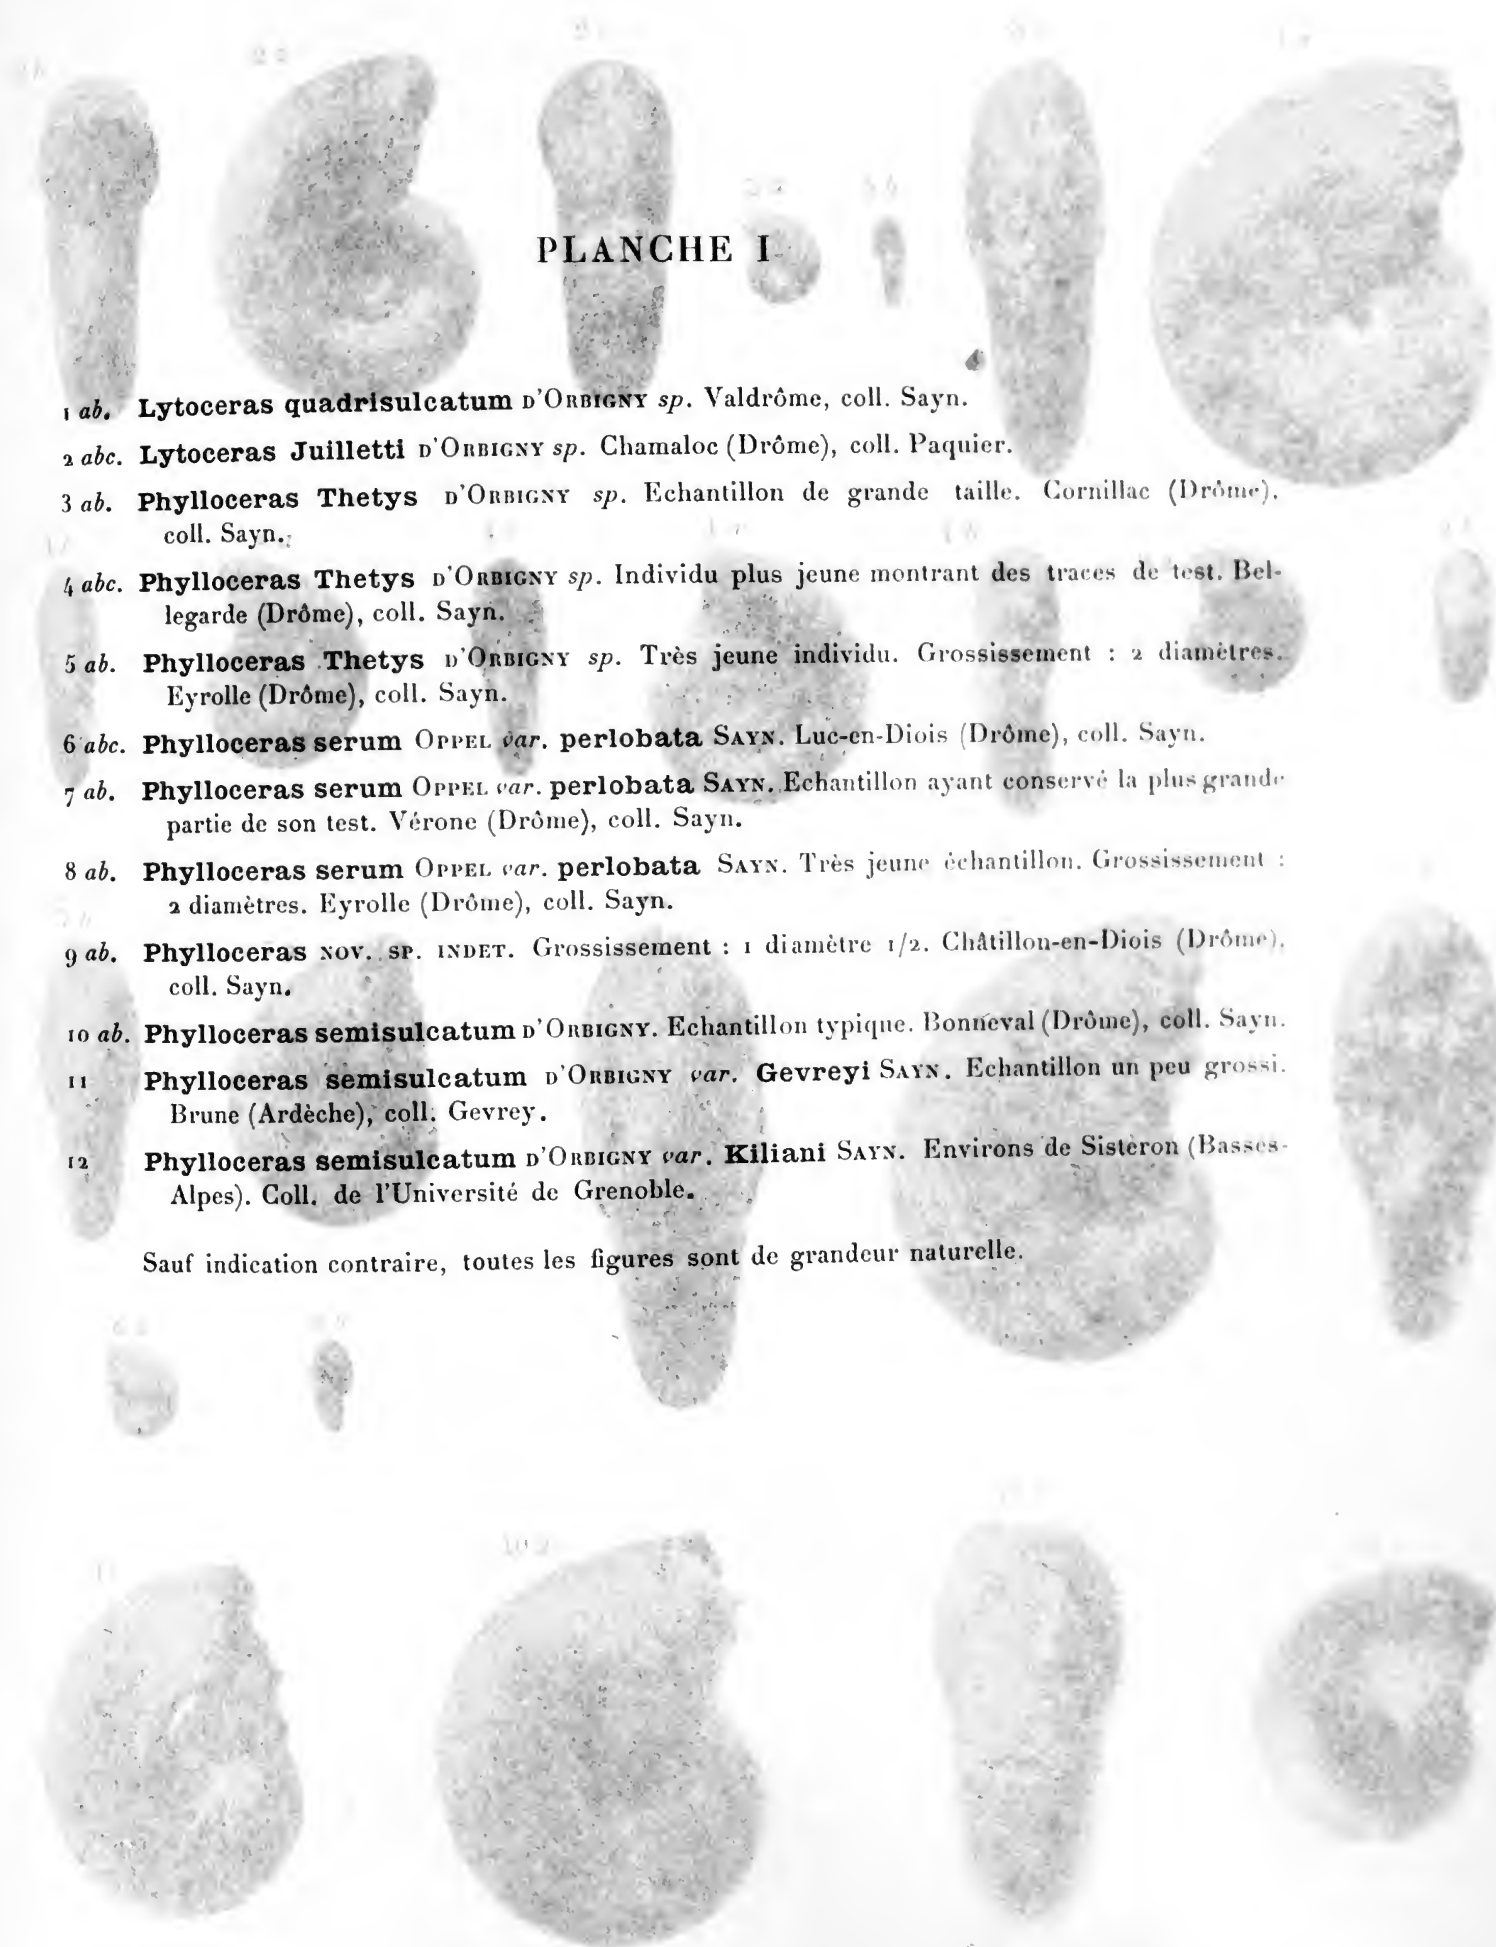 PLANCHE I
1 ab. Lytoceras quadrisulcatum D'ORBIGNY sp. Valdrôme, coll. Sayn.
2 abc. Lytoceras Juilletti D'ORBIGNY sp. Chamaloc (Drôme), coll. Paquier.
3 ab. Phylloceras Thetys D'ORBIGNY sp. Echantillon de grande taille. Cornillac (Drôme),
coll. Sayn.
4 abc. Phylloceras Thetys D'ORBIGNY sp. Individu plus jeune montrant des traces de test. Bel-
legarde (Drôme), coll. Sayn.
5 ab. Phylloceras Thetys D'ORBIGNY sp. Très jeune individu. Grossissement : 2 diamètres.
Eyrolle (Drôme), coll. Sayn.
6 abc. Phylloceras serum OPPEL var. perlobata SAYN. Luc-en-Diois (Drôme), coll. Sayn.
7 ab. Phylloceras serum OPPEL var. perlobata SAYN. Echantillon ayant conservé la plus grande
partie de son test. Vérone (Drôme), coll. Sayn.
8 ab. Phylloceras serum OPPEL var. perlobata SAYN. Très jeune échantillon. Grossissement :
2 diamètres. Eyrolle (Drôme), coll. Sayn.
9 ab. Phylloceras NOV. SP. INDET. Grossissement : 1 diamètre 1/2. Châtillon-en-Diois (Drôme),
coll. Sayn.
10 ab. Phylloceras semisulcatum D'ORBIGNY. Echantillon typique. Bonneval (Drôme), coll. Sayn.
11 Phylloceras semisulcatum D'ORBIGNY var. Gevreyi SAYN. Echantillon un peu grossi.
Brune (Ardèche), coll. Gevrey.
12 Phylloceras semisulcatum D'ORBIGNY var. Kiliani SAYN. Environs de Sisteron (Basses-
Alpes). Coll. de l'Université de Grenoble.
Sauf indication contraire, toutes les figures sont de grandeur naturelle.